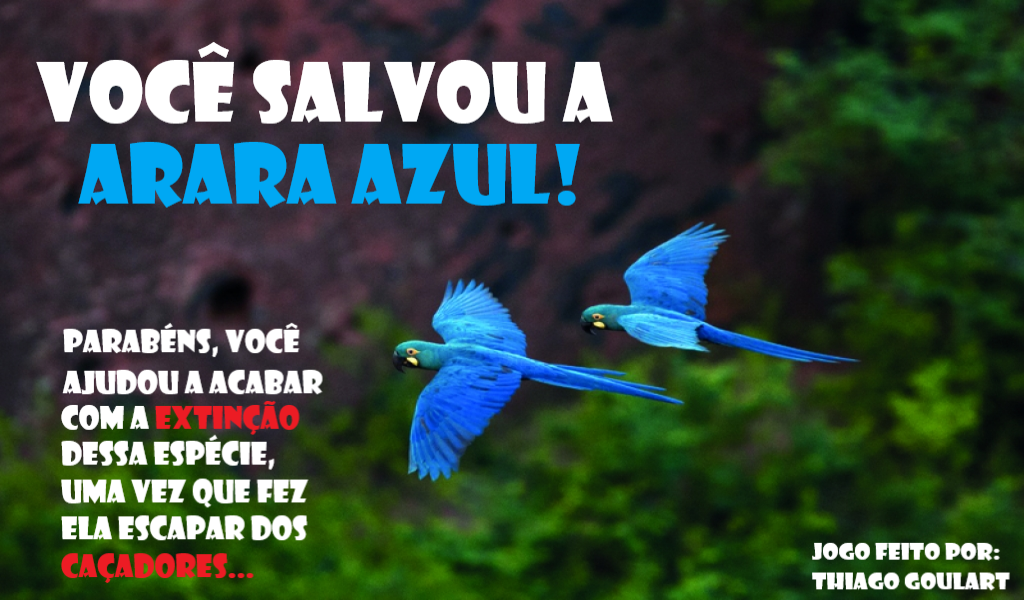 VOCÊ SALVOU A
ARARA AZUL!
PARABÉNS, VOCÊ
AJUDOU A ACABAR
COM A EXTINÇÃO
DESSA ESPÉCIE,
UMA VEZ QUE FEZ
ELA ESCAPAR DOS
CAÇADORES...
JOGO FEITO POR:
THIAGO GOULART